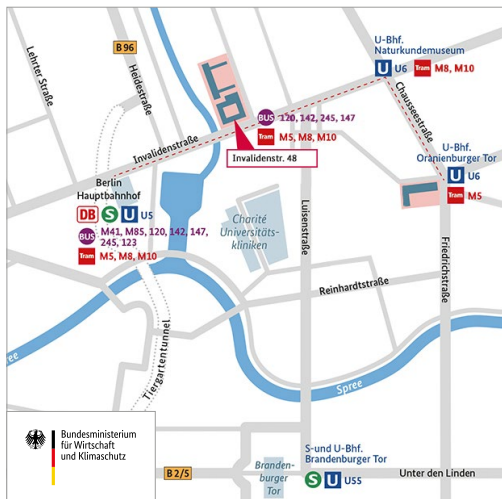 Lehrter Straße
B 96
Heidestraße
U-Bhf.
Naturkundemuseum
U
U6
Tram
M8, M10
BUS
120, 142, 245, 147
Tram
M5, M8, M10
Chausseestraße
Invalidenstraße
Invalidenstr. 48
U-Bhf.
Oranienburger Tor
U
U6
Tram
M5
Berlin
Hauptbahnhof
DB
S
U
U5
BUS
M41, M85, 120, 142, 147,
245, 123
Tram
M5, M8, M10
Charité
Universitäts-
kliniken
Luisenstraße
Friedrichstraße
Reinhardtstraße
Tiergartentunnel
Spree
ree
Bundesministerium
für Wirtschaft
und Klimaschutz
B 2/5
Branden-
burger
Tor
S-und U-Bhf.
Brandenburger Tor
S
U
U55
Unter den Linden